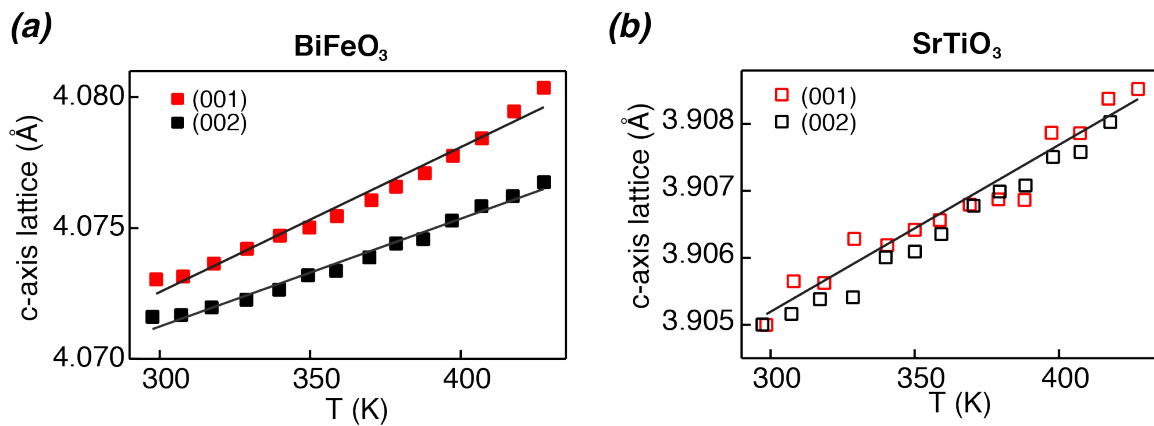 (a)
BiFeO3
(001)
(002)
4.080
4.075
4.070
c-axis lattice (Å)
300
350
400
T (K)
(b)
SrTiO3
(001)
(002)
3.908
3.907
3.906
3.905
c-axis lattice (Å)
300
350
400
T (K)